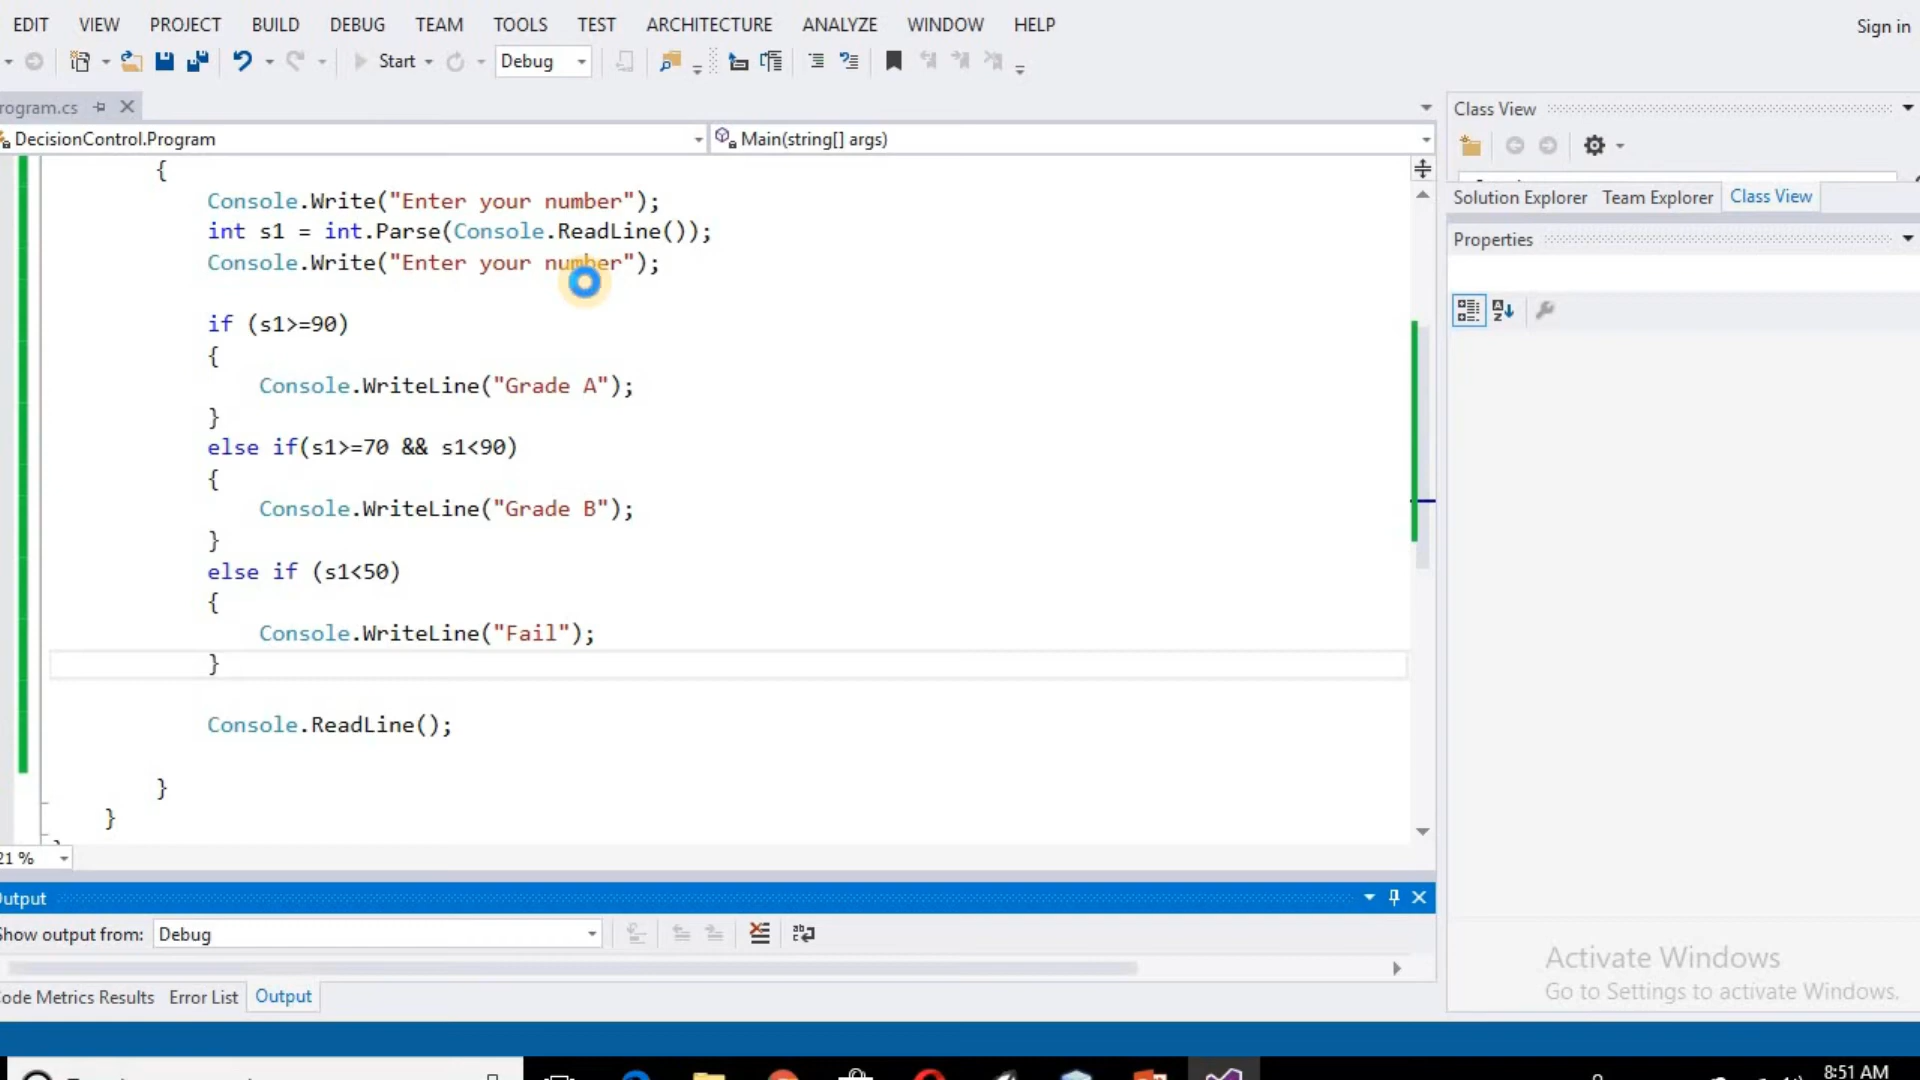 EDIT VIEW PROJECT BUILD DEBUG TEAM TOOLS TEST ARCHITECTURE ANALYZE WINDOW HELP
Sign in
Start Debug
rogram.cs
DecisionControl.Program
Main(string[] args)
{
Console.Write("Enter your number");
int s1 = int.Parse(Console.ReadLine());
Console.Write("Enter your number");
if (s1>=90)
{
Console.WriteLine("Grade A");
}
else if(s1>=70 && s1<90)
{
Console.WriteLine("Grade B");
}
else if (s1<50)
{
Console.WriteLine("Fail");
}
Console.ReadLine();
}
}
21 %
Class View
Solution Explorer Team Explorer Class View
Properties
utput
Show output from: Debug
ode Metrics Results Error List Output
Activate Windows
Go to Settings to activate Windows.
8:51 AM